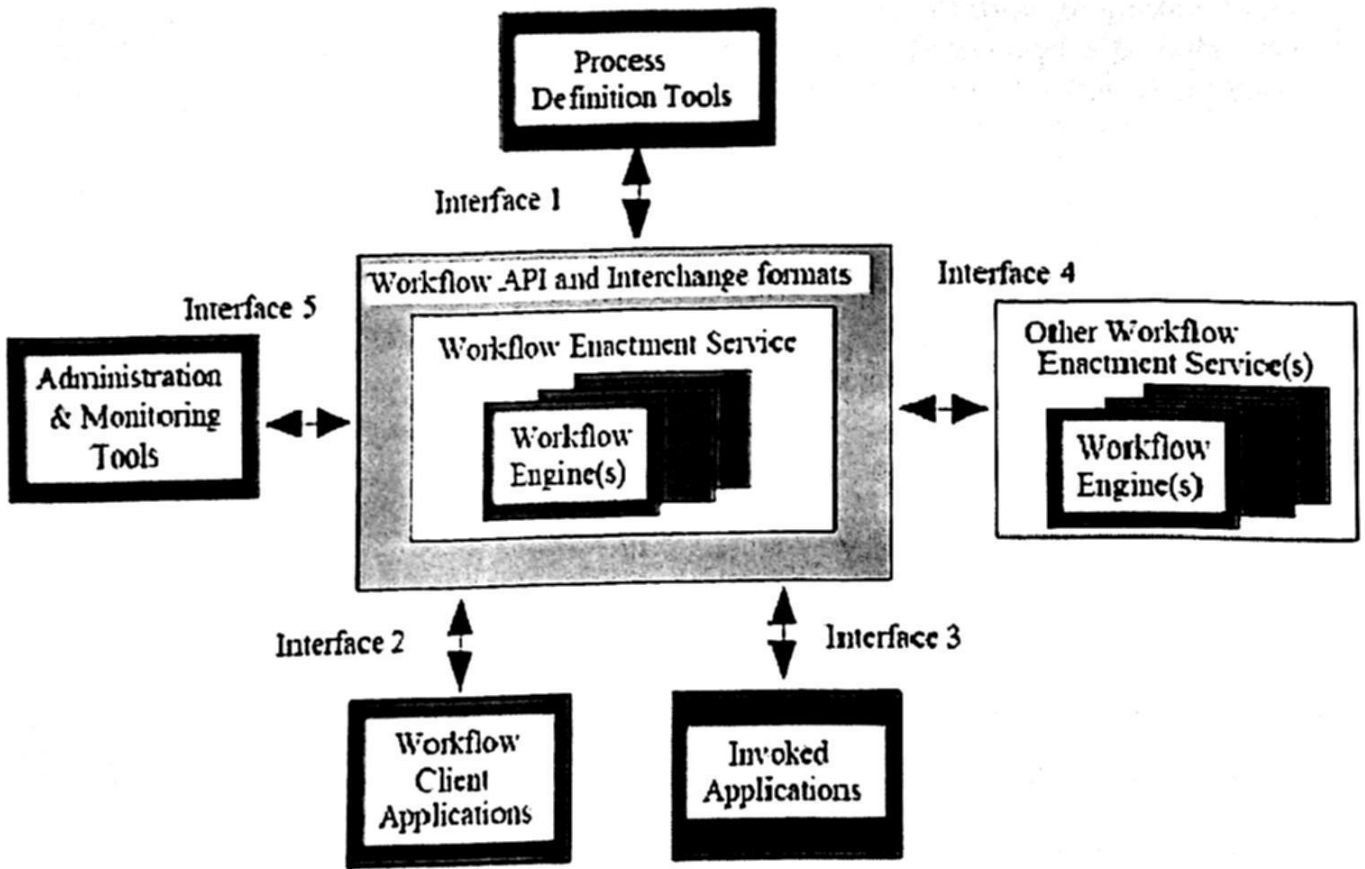 Process
Definition Tools
Interface 1
Workflow API and Interchange formats
Interface 4
Interface 5
Workflow Enactment Service
Other Workflow
Enactment Service(s)
Administration
& Monitoring
Tools
Workflow
Engine(s)
Workflow
Engine(s)
Interface 2
Interface 3
Workflow
Client
Applications
Invoked
Applications